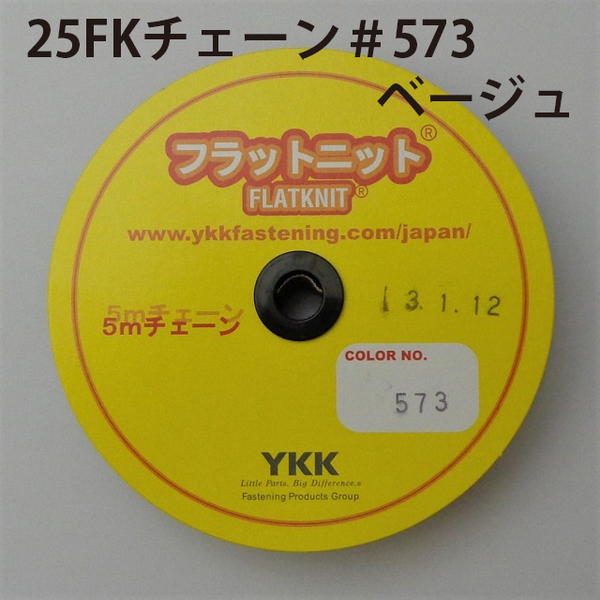 25FKチェーン＃573
ベージュ
フラットニット®
FLATKNIT®
www.ykkfastening.com/japan/
13.1.12
5mチェーン
5mチェーン
COLOR NO.
573
YKK
Little Parts. Big Difference.®
Fastening Products Group